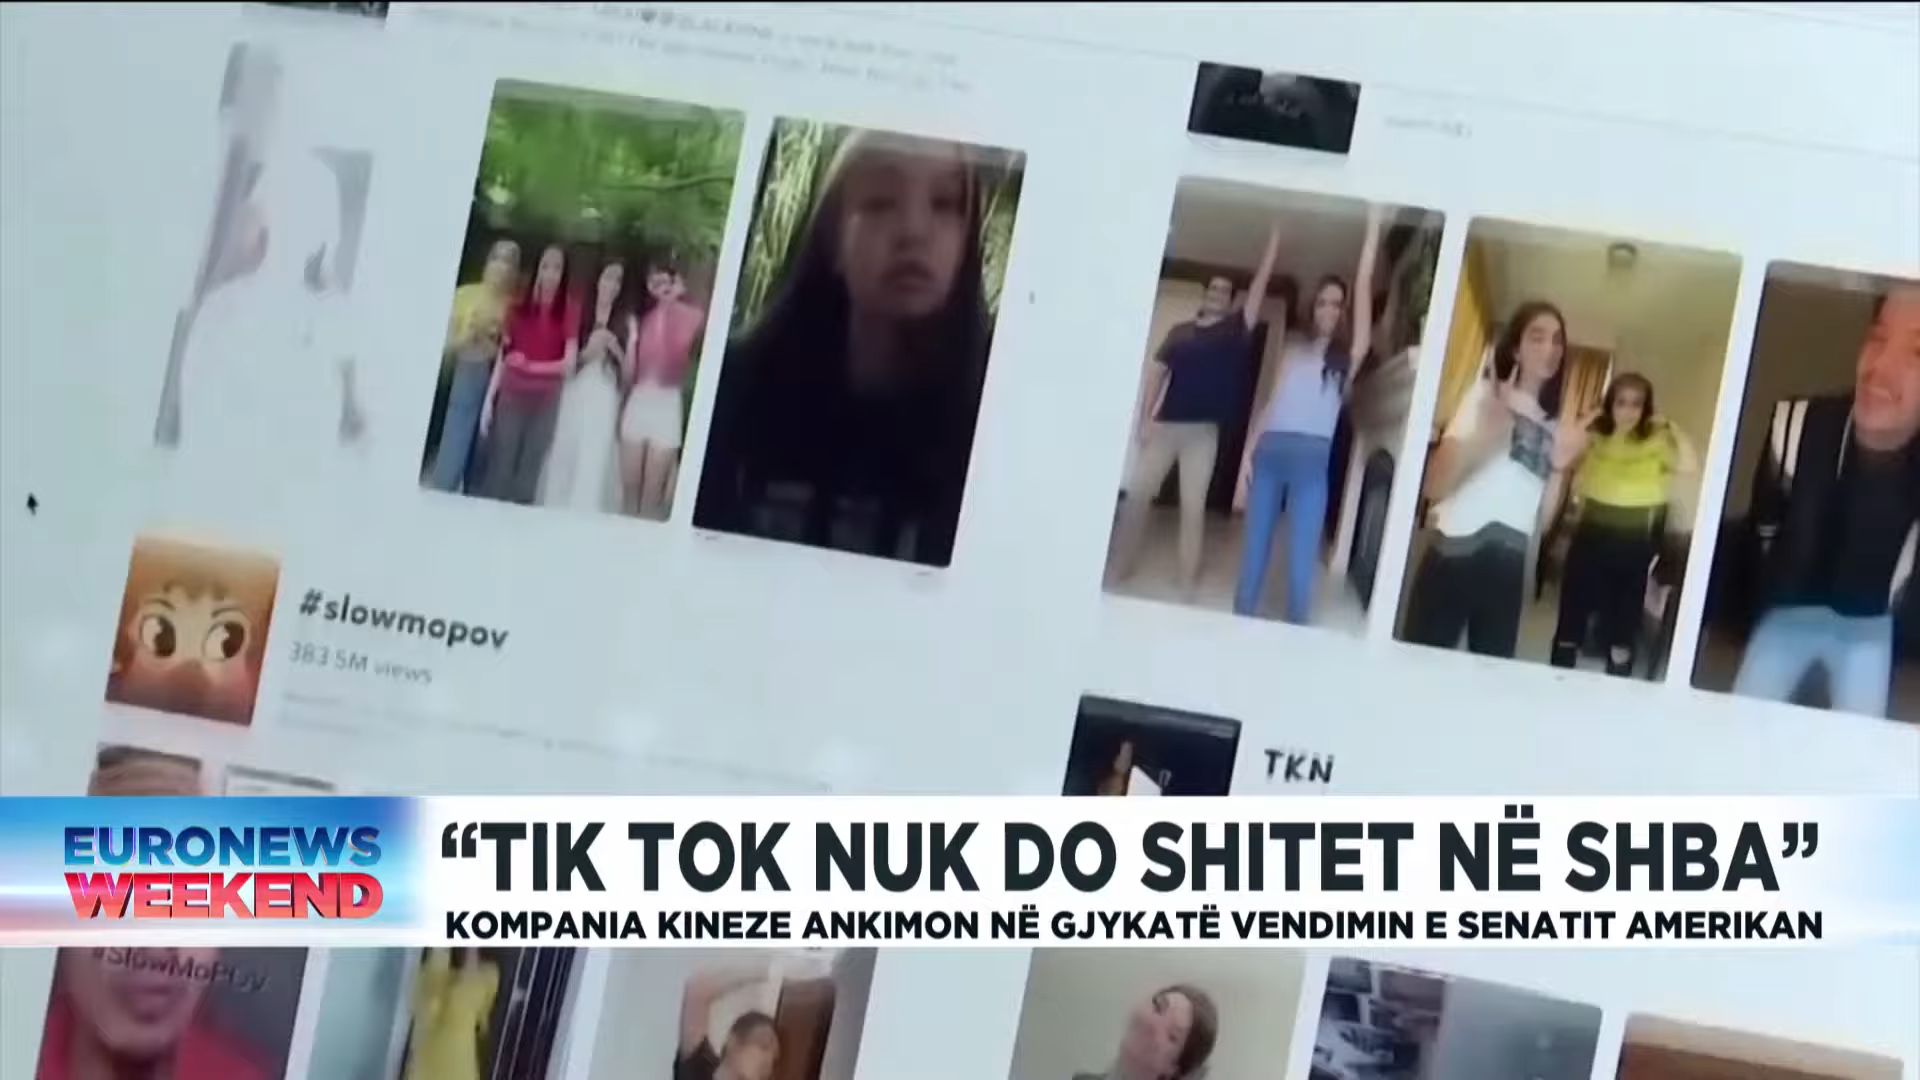 #slowmopov
383.5M views
TKN
EURONEWS
WEEKEND
“TIK TOK NUK DO SHITET NË SHBA”
KOMPANIA KINEZE ANKIMON NË GJYKATË VENDIMIN E SENATIT AMERIKAN
#SlowMoPov